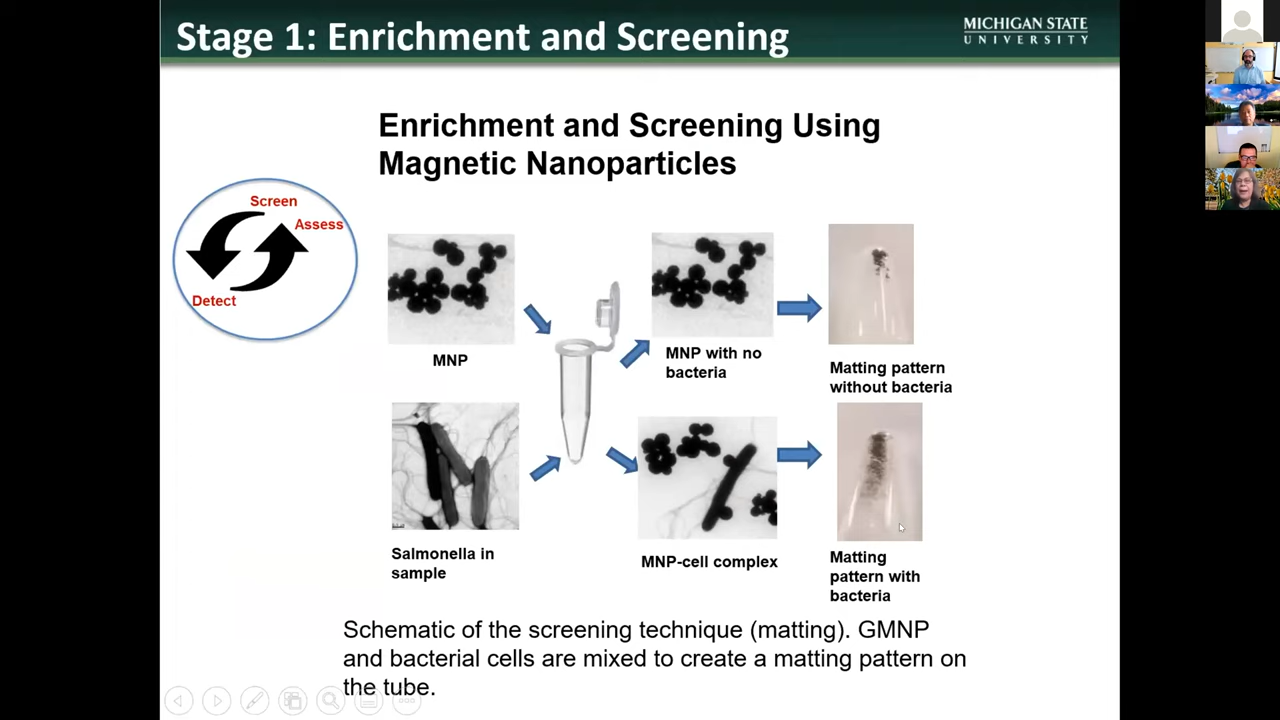 Stage 1: Enrichment and Screening
MICHIGAN STATE
UNIVERSITY
Enrichment and Screening Using
Magnetic Nanoparticles
Screen
Assess
Detect
MNP
MNP with no
bacteria
Matting pattern
without bacteria
Salmonella in
sample
MNP-cell complex
Matting
pattern with
bacteria
Schematic of the screening technique (matting). GMNP
and bacterial cells are mixed to create a matting pattern on
the tube.